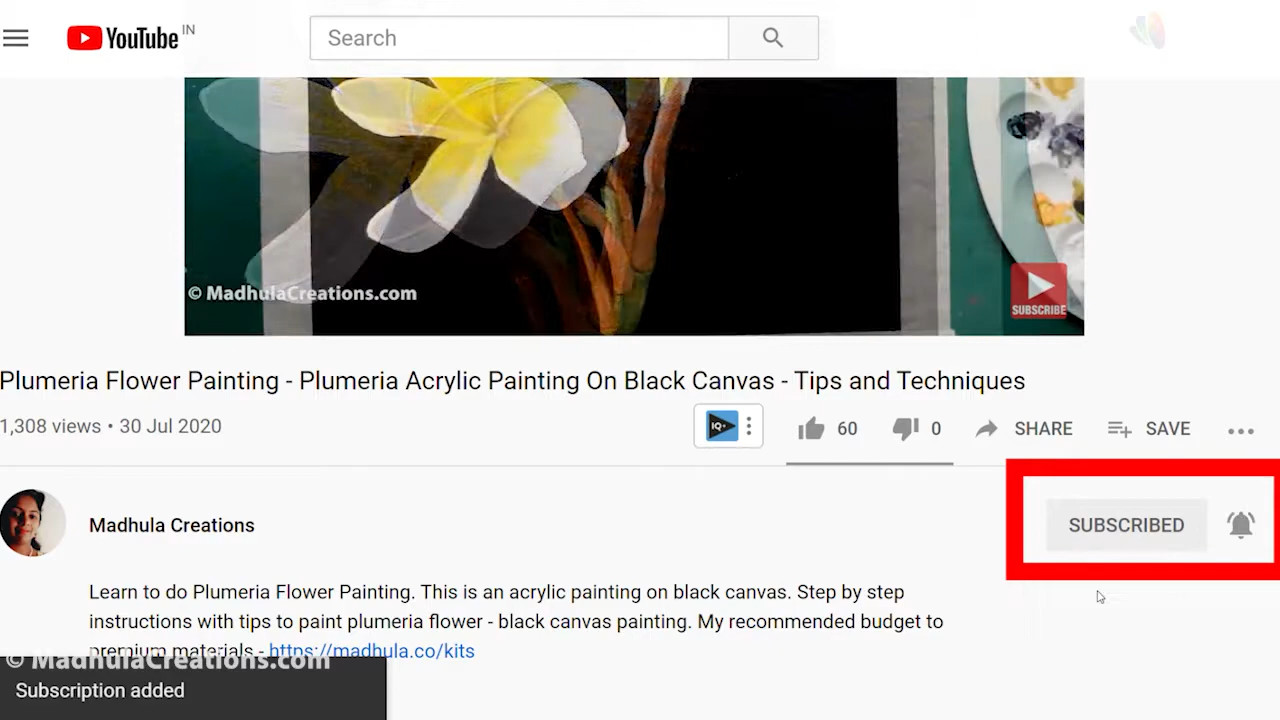 YouTube IN
Search
© MadhulaCreations.com
SUBSCRIBE
Plumeria Flower Painting - Plumeria Acrylic Painting On Black Canvas - Tips and Techniques
1,308 views • 30 Jul 2020
IQ
60
0
SHARE
SAVE
Madhula Creations
SUBSCRIBED
Learn to do Plumeria Flower Painting. This is an acrylic painting on black canvas. Step by step
instructions with tips to paint plumeria flower - black canvas painting. My recommended budget to
premium materials - https://madhula.co/kits
© MadhulaCreations.com
Subscription added